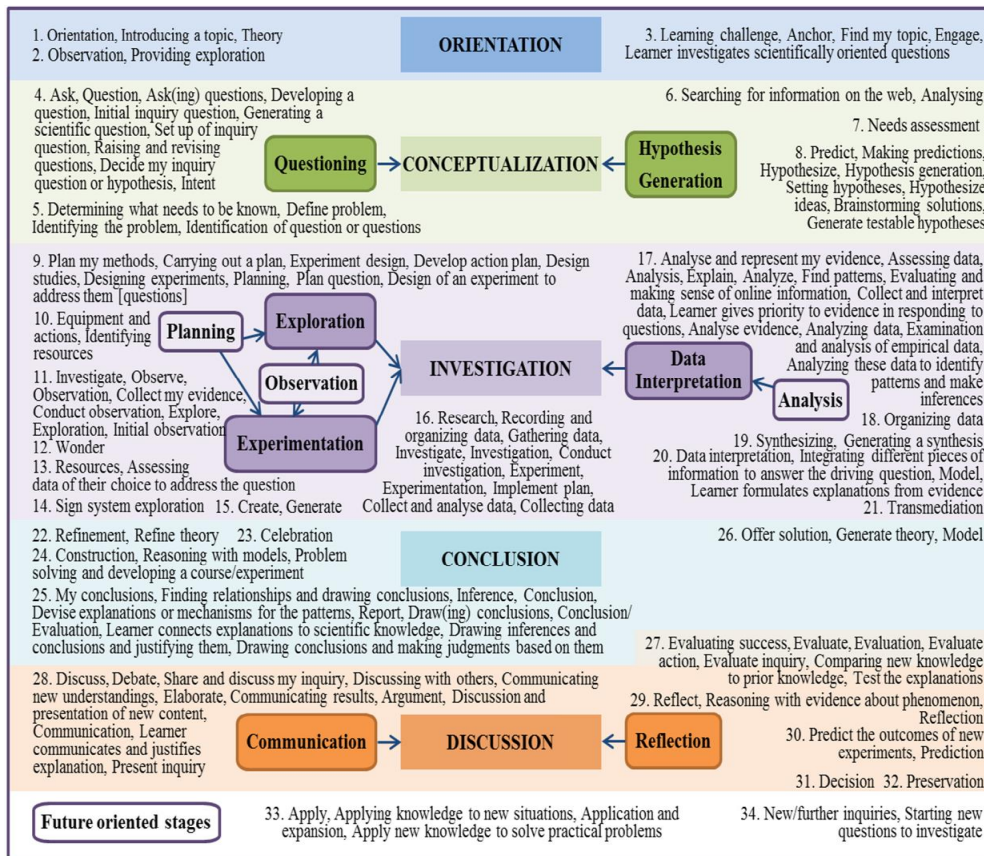 1. Orientation, Introducing a topic, Theory
2. Observation, Providing exploration
ORIENTATION
3. Learning challenge, Anchor, Find my topic, Engage,
Learner investigates scientifically oriented questions
4. Ask, Question, Ask(ing) questions, Developing a
question, Initial inquiry question, Generating a
scientific question, Set up of inquiry
question, Raising and revising
questions, Decide my inquiry
question or hypothesis, Intent
5. Determining what needs to be known, Define problem,
Identifying the problem, Identification of question or questions
Questioning
CONCEPTUALIZATION
Hypothesis
Generation
6. Searching for information on the web, Analysing
7. Needs assessment
8. Predict, Making predictions,
Hypothesize, Hypothesis generation,
Setting hypotheses, Hypothesize
ideas, Brainstorming solutions,
Generate testable hypotheses
9. Plan my methods, Carrying out a plan, Experiment design, Develop action plan, Design
studies, Designing experiments, Planning, Plan question, Design of an experiment to
address them [questions]
10. Equipment and
actions, Identifying
resources
Planning
Exploration
Observation
Experimentation
11. Investigate, Observe,
Observation, Collect my evidence,
Conduct observation, Explore,
Exploration, Initial observation
12. Wonder
13. Resources, Assessing
data of their choice to address the question
14. Sign system exploration
15. Create, Generate
INVESTIGATION
16. Research, Recording and
organizing data, Gathering data,
Investigate, Investigation, Conduct
investigation, Experiment,
Experimentation, Implement plan,
Collect and analyse data, Collecting data
17. Analyse and represent my evidence, Assessing data,
Analysis, Explain, Analyze, Find patterns, Evaluating and
making sense of online information, Collect and interpret
data, Learner gives priority to evidence in responding to
questions, Analyse evidence, Analyzing data, Examination
and analysis of empirical data,
Analyzing these data to identify
patterns and make
inferences
Data
Interpretation
Analysis
18. Organizing data
19. Synthesizing, Generating a synthesis
20. Data interpretation, Integrating different pieces of
information to answer the driving question, Model,
Learner formulates explanations from evidence
21. Transmediation
22. Refinement, Refine theory
23. Celebration
24. Construction, Reasoning with models, Problem
solving and developing a course/experiment
CONCLUSION
25. My conclusions, Finding relationships and drawing conclusions, Inference, Conclusion,
Devise explanations or mechanisms for the patterns, Report, Draw(ing) conclusions, Conclusion/
Evaluation, Learner connects explanations to scientific knowledge, Drawing inferences and
conclusions and justifying them, Drawing conclusions and making judgments based on them
26. Offer solution, Generate theory, Model
27. Evaluating success, Evaluate, Evaluation, Evaluate
action, Evaluate inquiry, Comparing new knowledge
to prior knowledge, Test the explanations
28. Discuss, Debate, Share and discuss my inquiry, Discussing with others, Communicating
new understandings, Elaborate, Communicating results, Argument, Discussion and
presentation of new content,
Communication, Learner
communicates and justifies
explanation, Present inquiry
Communication
DISCUSSION
Reflection
29. Reflect, Reasoning with evidence about phenomenon,
Reflection
30. Predict the outcomes of new
experiments, Prediction
31. Decision
32. Preservation
Future oriented stages
33. Apply, Applying knowledge to new situations, Application and
expansion, Apply new knowledge to solve practical problems
34. New/further inquiries, Starting new
questions to investigate